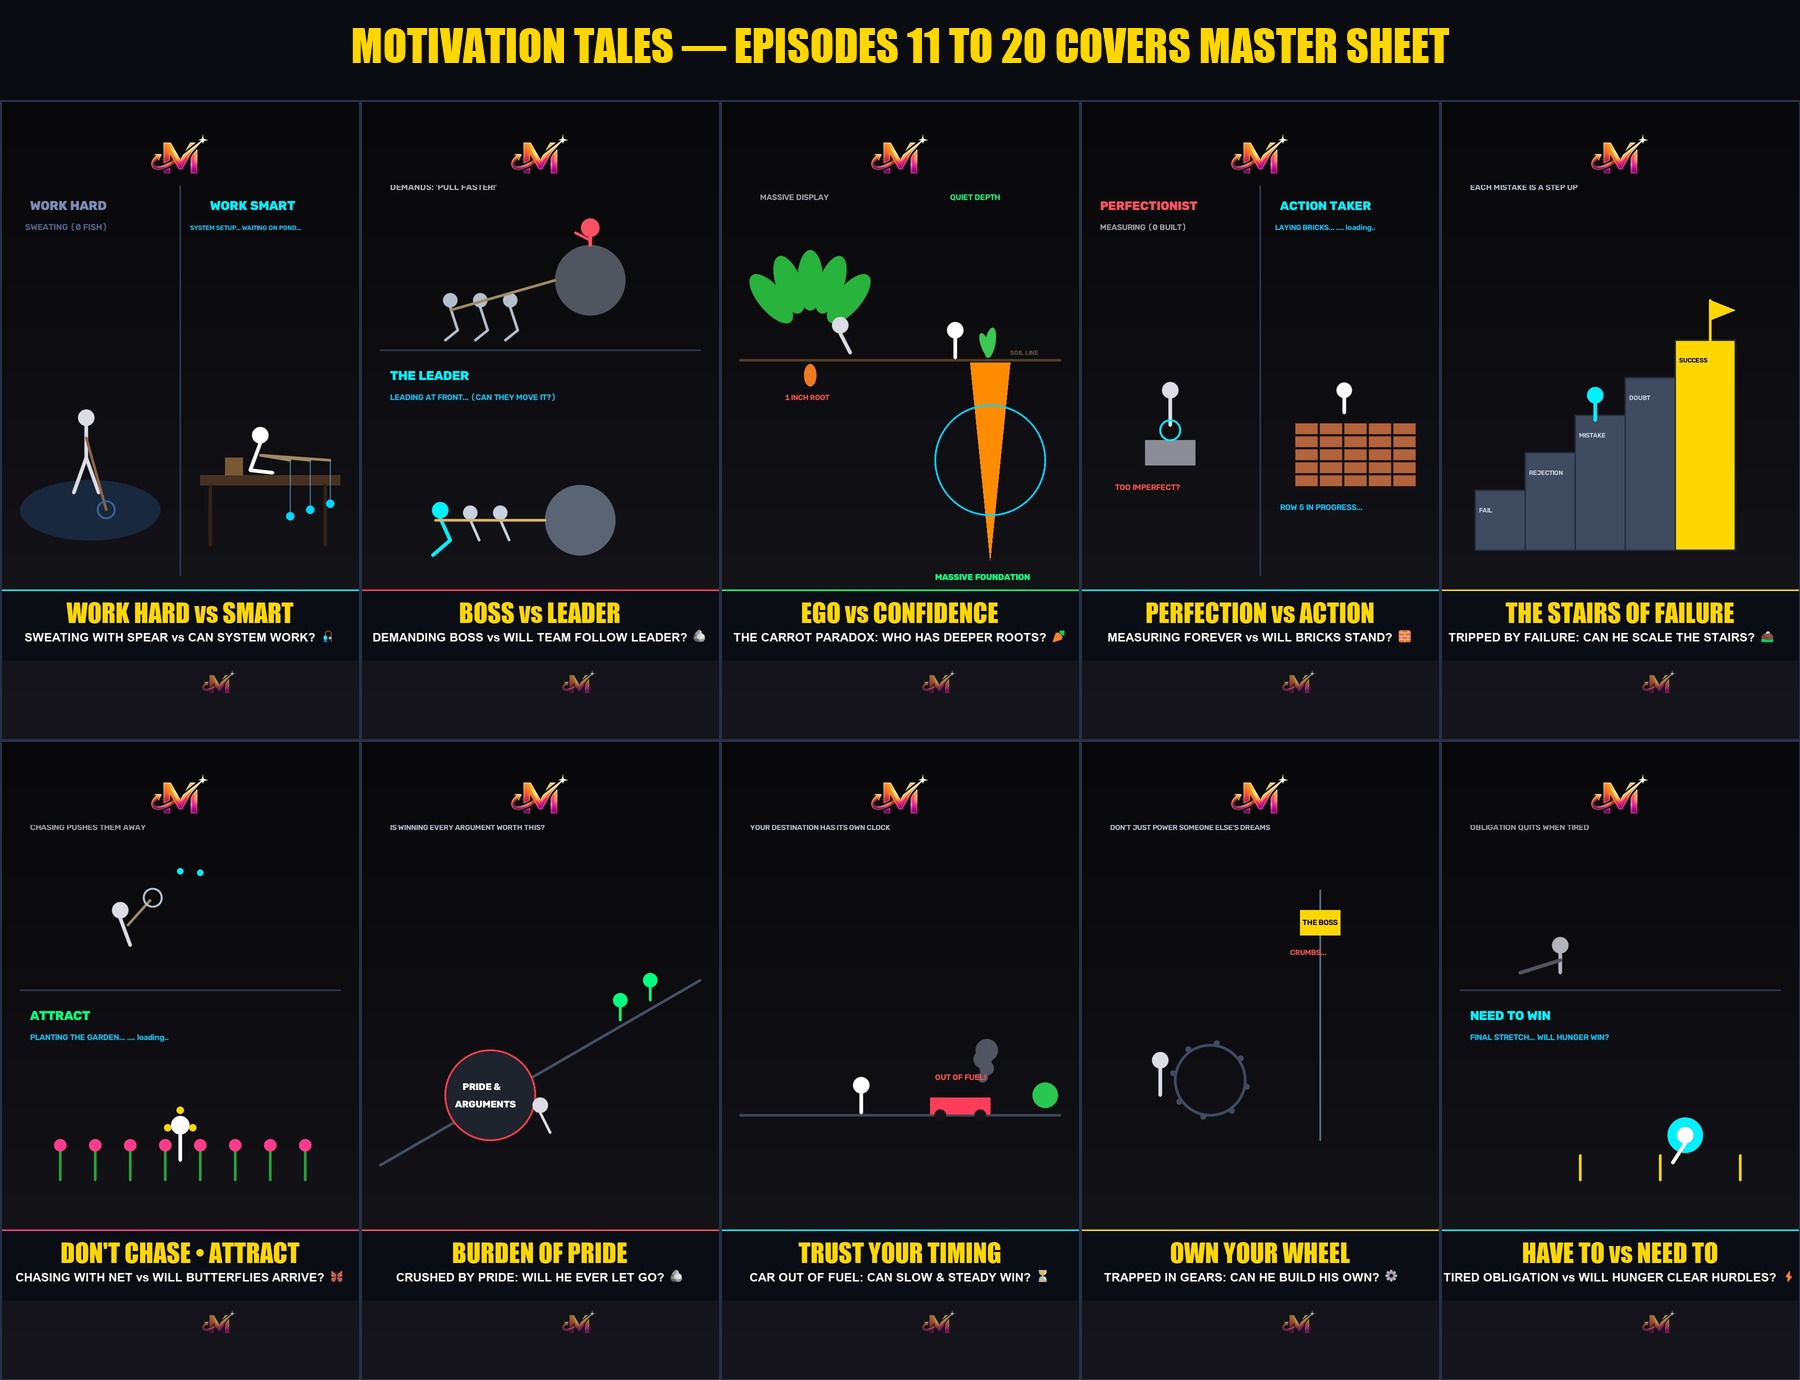 MOTIVATION TALES — EPISODES 11 TO 20 COVERS MASTER SHEET
M
WORK HARD
SWEATING (0 FISH)
WORK SMART
SYSTEM SETUP... WAITING ON POND...
WORK HARD vs SMART
SWEATING WITH SPEAR vs CAN SYSTEM WORK?
M
M
DEMANDS: 'PULL FASTER!'
THE LEADER
LEADING AT FRONT... (CAN THEY MOVE IT?)
BOSS vs LEADER
DEMANDING BOSS vs WILL TEAM FOLLOW LEADER?
M
M
MASSIVE DISPLAY
QUIET DEPTH
SOIL LINE
1 INCH ROOT
MASSIVE FOUNDATION
EGO vs CONFIDENCE
THE CARROT PARADOX: WHO HAS DEEPER ROOTS?
M
M
PERFECTIONIST
MEASURING (0 BUILT)
ACTION TAKER
LAYING BRICKS... .... loading..
TOO IMPERFECT?
ROW 5 IN PROGRESS...
PERFECTION vs ACTION
MEASURING FOREVER vs WILL BRICKS STAND?
M
M
EACH MISTAKE IS A STEP UP
SUCCESS
DOUBT
MISTAKE
REJECTION
FAIL
THE STAIRS OF FAILURE
TRIPPED BY FAILURE: CAN HE SCALE THE STAIRS?
M
M
CHASING PUSHES THEM AWAY
ATTRACT
PLANTING THE GARDEN... .... loading..
DON'T CHASE • ATTRACT
CHASING WITH NET vs WILL BUTTERFLIES ARRIVE?
M
M
IS WINNING EVERY ARGUMENT WORTH THIS?
PRIDE &
ARGUMENTS
BURDEN OF PRIDE
CRUSHED BY PRIDE: WILL HE EVER LET GO?
M
M
YOUR DESTINATION HAS ITS OWN CLOCK
OUT OF FUEL!
TRUST YOUR TIMING
CAR OUT OF FUEL: CAN SLOW & STEADY WIN?
M
M
DON'T JUST POWER SOMEONE ELSE'S DREAMS
THE BOSS
CRUMBS...
OWN YOUR WHEEL
TRAPPED IN GEARS: CAN HE BUILD HIS OWN?
M
M
OBLIGATION QUITS WHEN TIRED
NEED TO WIN
FINAL STRETCH... WILL HUNGER WIN?
HAVE TO vs NEED TO
TIRED OBLIGATION vs WILL HUNGER CLEAR HURDLES?
M